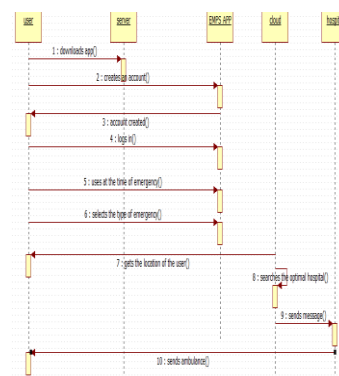 user server EMPS APP cloud
1 : downloads app()
2 : creates an account()
3 : account created()
4 : logs in()
5 : uses at the time of emergency()
6 : selects the type of emergency()
7 : gets the location of the user()
8 : searches the optimal hospital()
9 : sends message()
10 : sends ambulance()